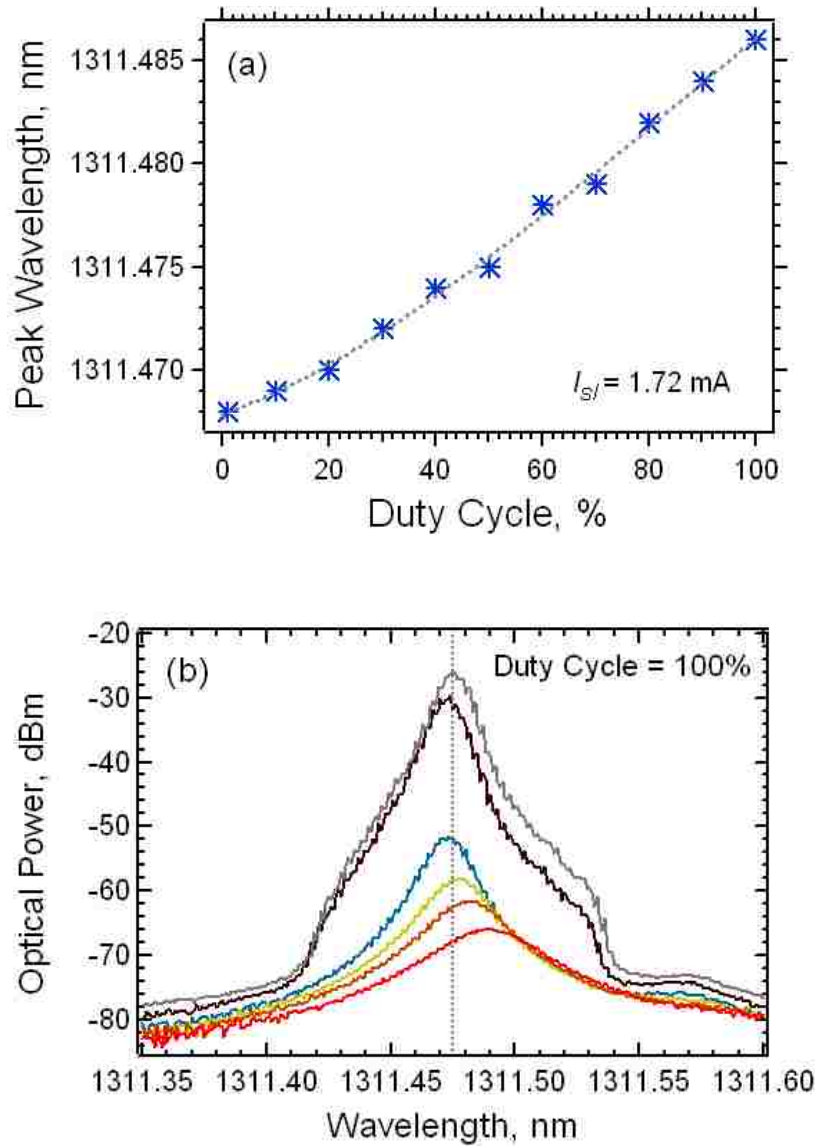 (a)
Peak Wavelength, nm
1311.485
1311.480
1311.475
1311.470
I_Sl = 1.72 mA
0 20 40 60 80 100
Duty Cycle, %
(b)
Duty Cycle = 100%
Optical Power, dBm
-20
-30
-40
-50
-60
-70
-80
1311.35 1311.40 1311.45 1311.50 1311.55 1311.60
Wavelength, nm